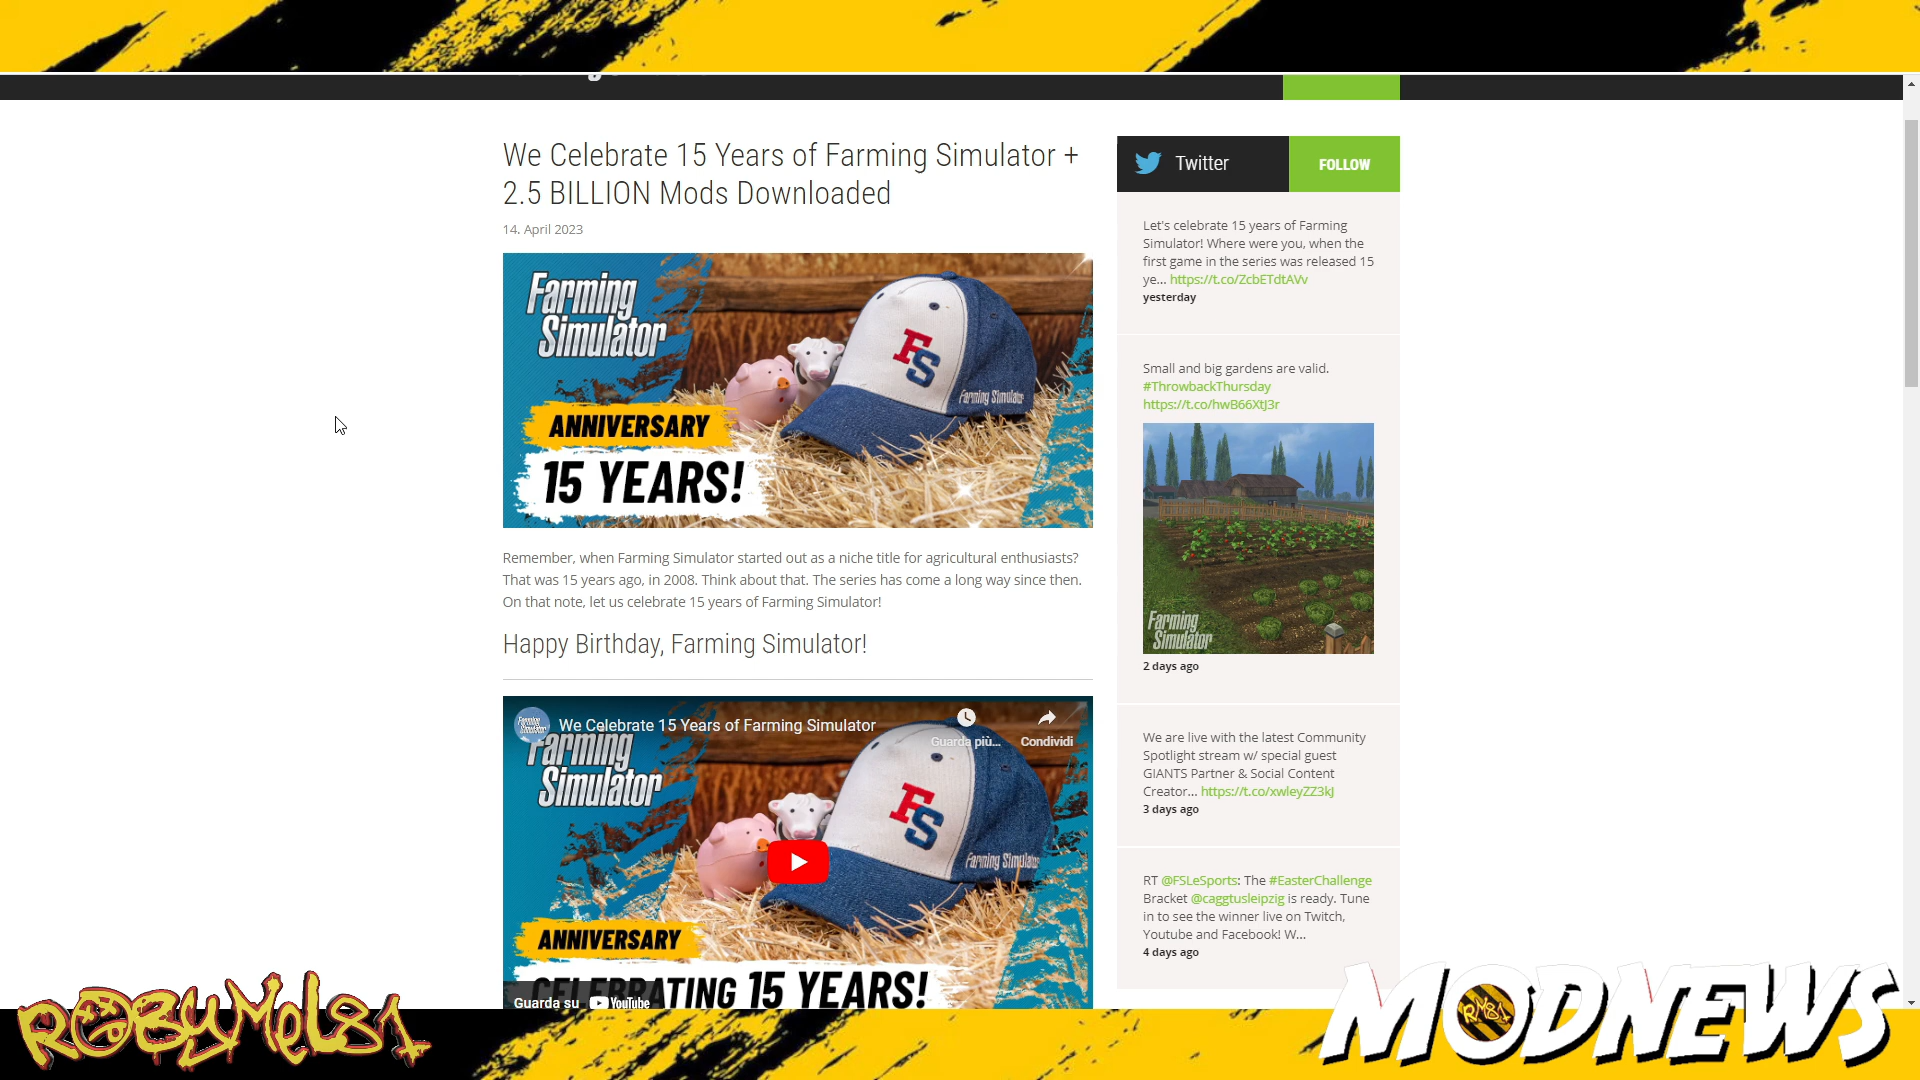 We Celebrate 15 Years of Farming Simulator +
2.5 BILLION Mods Downloaded
14. April 2023
Farming
Simulator
FS
Farming Simulator
ANNIVERSARY
15 YEARS!
Remember, when Farming Simulator started out as a niche title for agricultural enthusiasts?
That was 15 years ago, in 2008. Think about that. The series has come a long way since then.
On that note, let us celebrate 15 years of Farming Simulator!
Happy Birthday, Farming Simulator!
We Celebrate 15 Years of Farming Simulator
Guarda più...
Condividi
Farming
Simulator
FS
Farming Simulator
ANNIVERSARY
CELEBRATING 15 YEARS!
Guarda su YouTube
Twitter
FOLLOW
Let's celebrate 15 years of Farming
Simulator! Where were you, when the
first game in the series was released 15
ye... https://t.co/ZcbETdtAVv
yesterday
Small and big gardens are valid.
#ThrowbackThursday
https://t.co/hwB66XtJ3r
Farming
Simulator
2 days ago
We are live with the latest Community
Spotlight stream w/ special guest
GIANTS Partner & Social Content
Creator... https://t.co/xwleyZZ3kJ
3 days ago
RT @FSLeSports: The #EasterChallenge
Bracket @caggtusleipzig is ready. Tune
in to see the winner live on Twitch,
Youtube and Facebook! W...
4 days ago
R@byMel81
MODNEWS
RM81